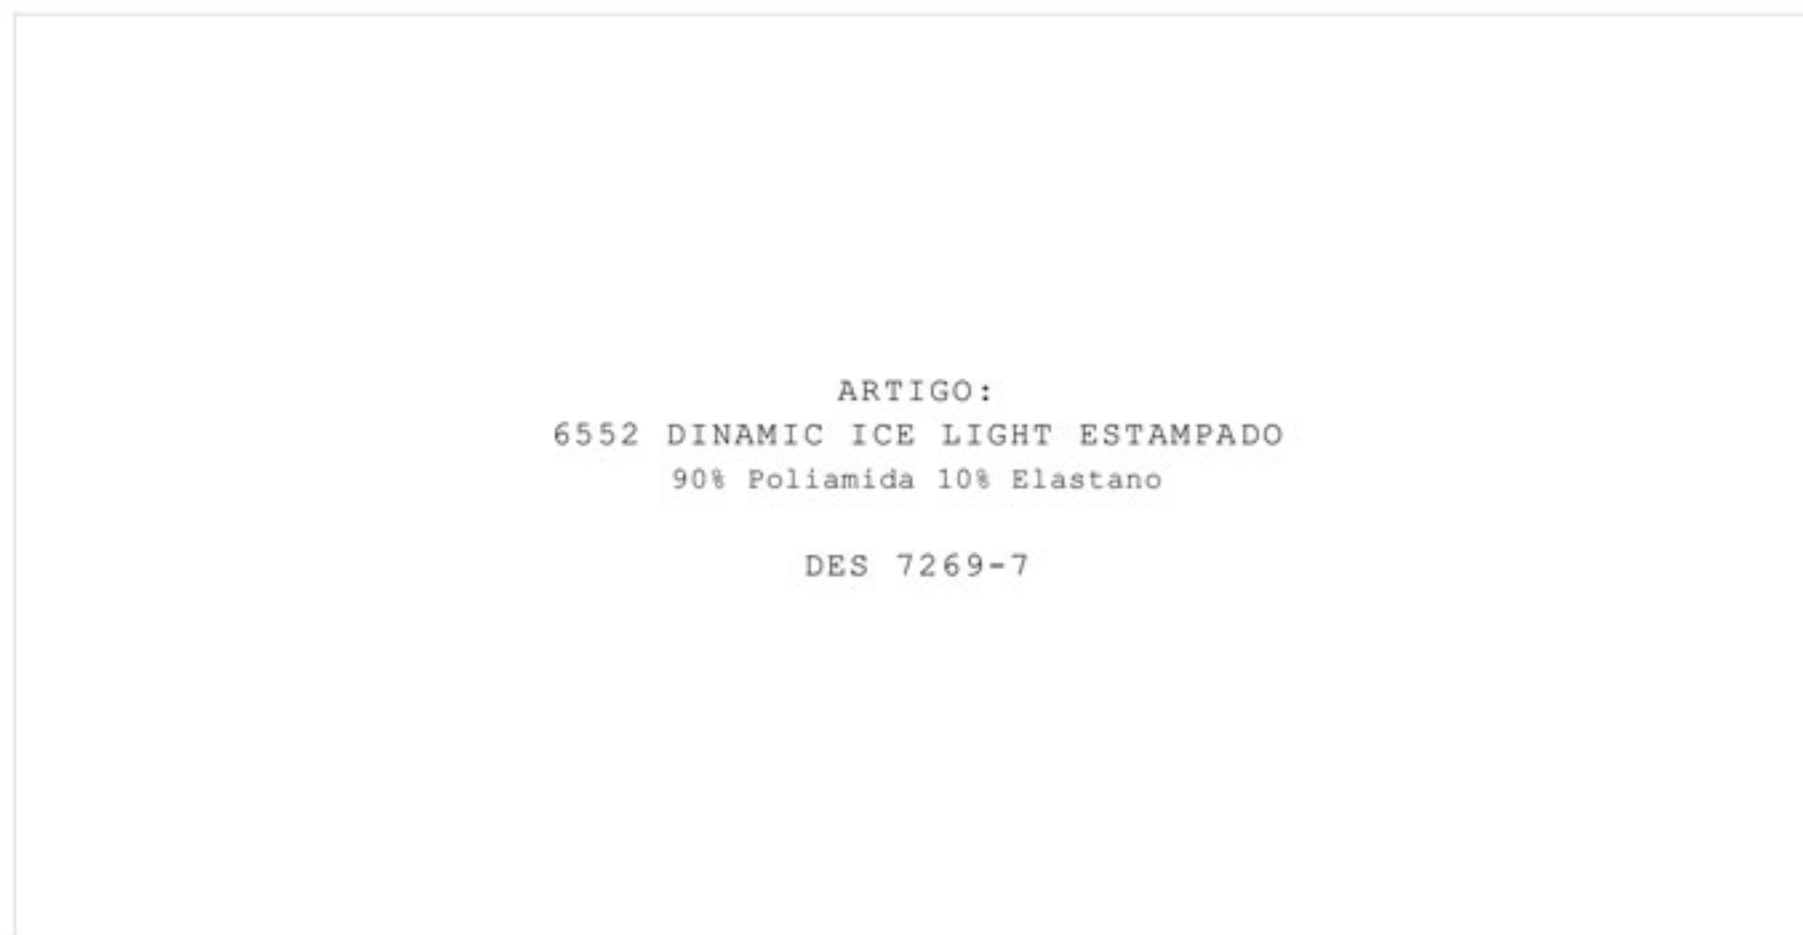 ARTIGO:
6552 DINAMIC ICE LIGHT ESTAMPADO
90% Poliamida 10% Elastano
DES 7269-7